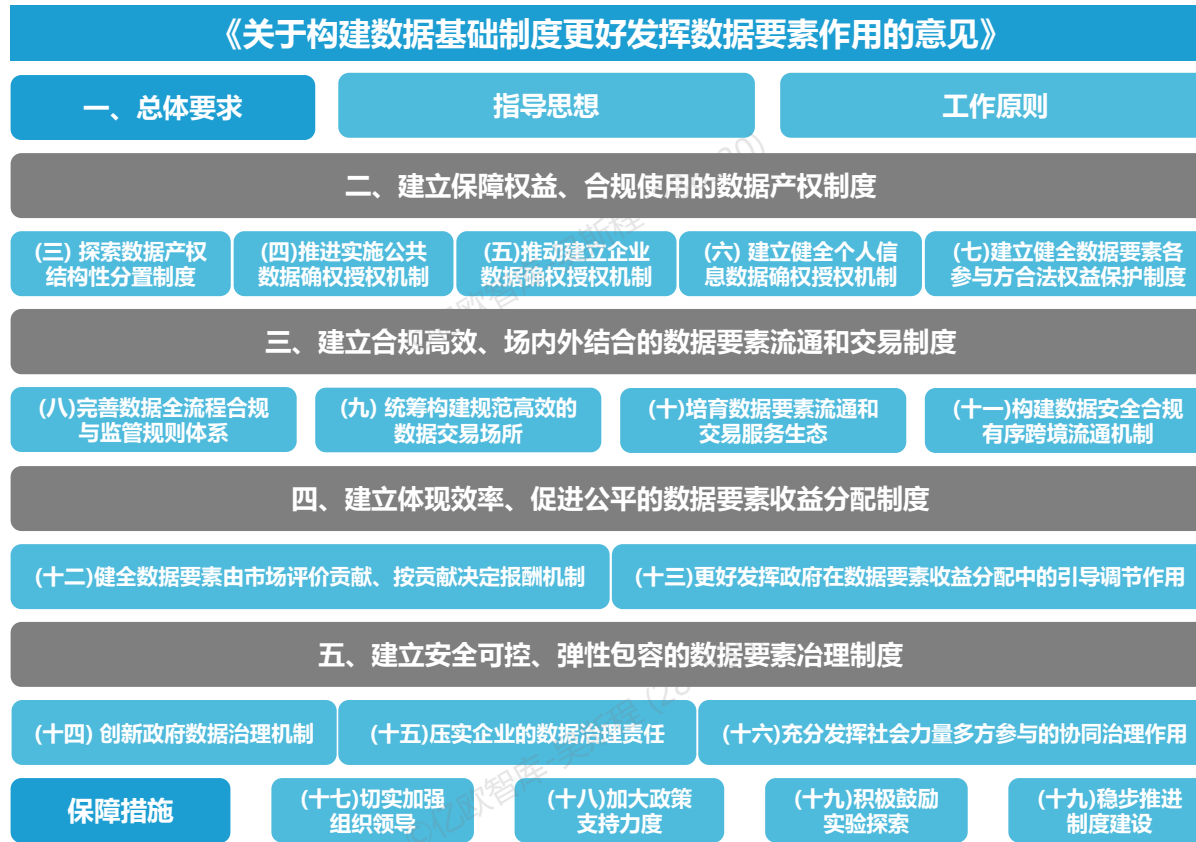 《关于构建数据基础制度更好发挥数据要素作用的意见》
一、总体要求
指导思想
工作原则
二、建立保障权益、合规使用的数据产权制度
(三) 探索数据产权
结构性分置制度
(四)推进实施公共
数据确权授权机制
(五)推动建立企业
数据确权授权机制
(六) 建立健全个人信
息数据确权授权机制
(七)建立健全数据要素各
参与方合法权益保护制度
三、建立合规高效、场内外结合的数据要素流通和交易制度
(八)完善数据全流程合规
与监管规则体系
(九) 统筹构建规范高效的
数据交易场所
(十)培育数据要素流通和
交易服务生态
(十一)构建数据安全合规
有序跨境流通机制
四、建立体现效率、促进公平的数据要素收益分配制度
(十二)健全数据要素由市场评价贡献、按贡献决定报酬机制
(十三)更好发挥政府在数据要素收益分配中的引导调节作用
五、建立安全可控、弹性包容的数据要素冶理制度
(十四) 创新政府数据治理机制
(十五)压实企业的数据治理责任
(十六)充分发挥社会力量多方参与的协同治理作用
保障措施
(十七)切实加强
组织领导
(十八)加大政策
支持力度
(十九)积极鼓励
实验探索
(十九)稳步推进
制度建设